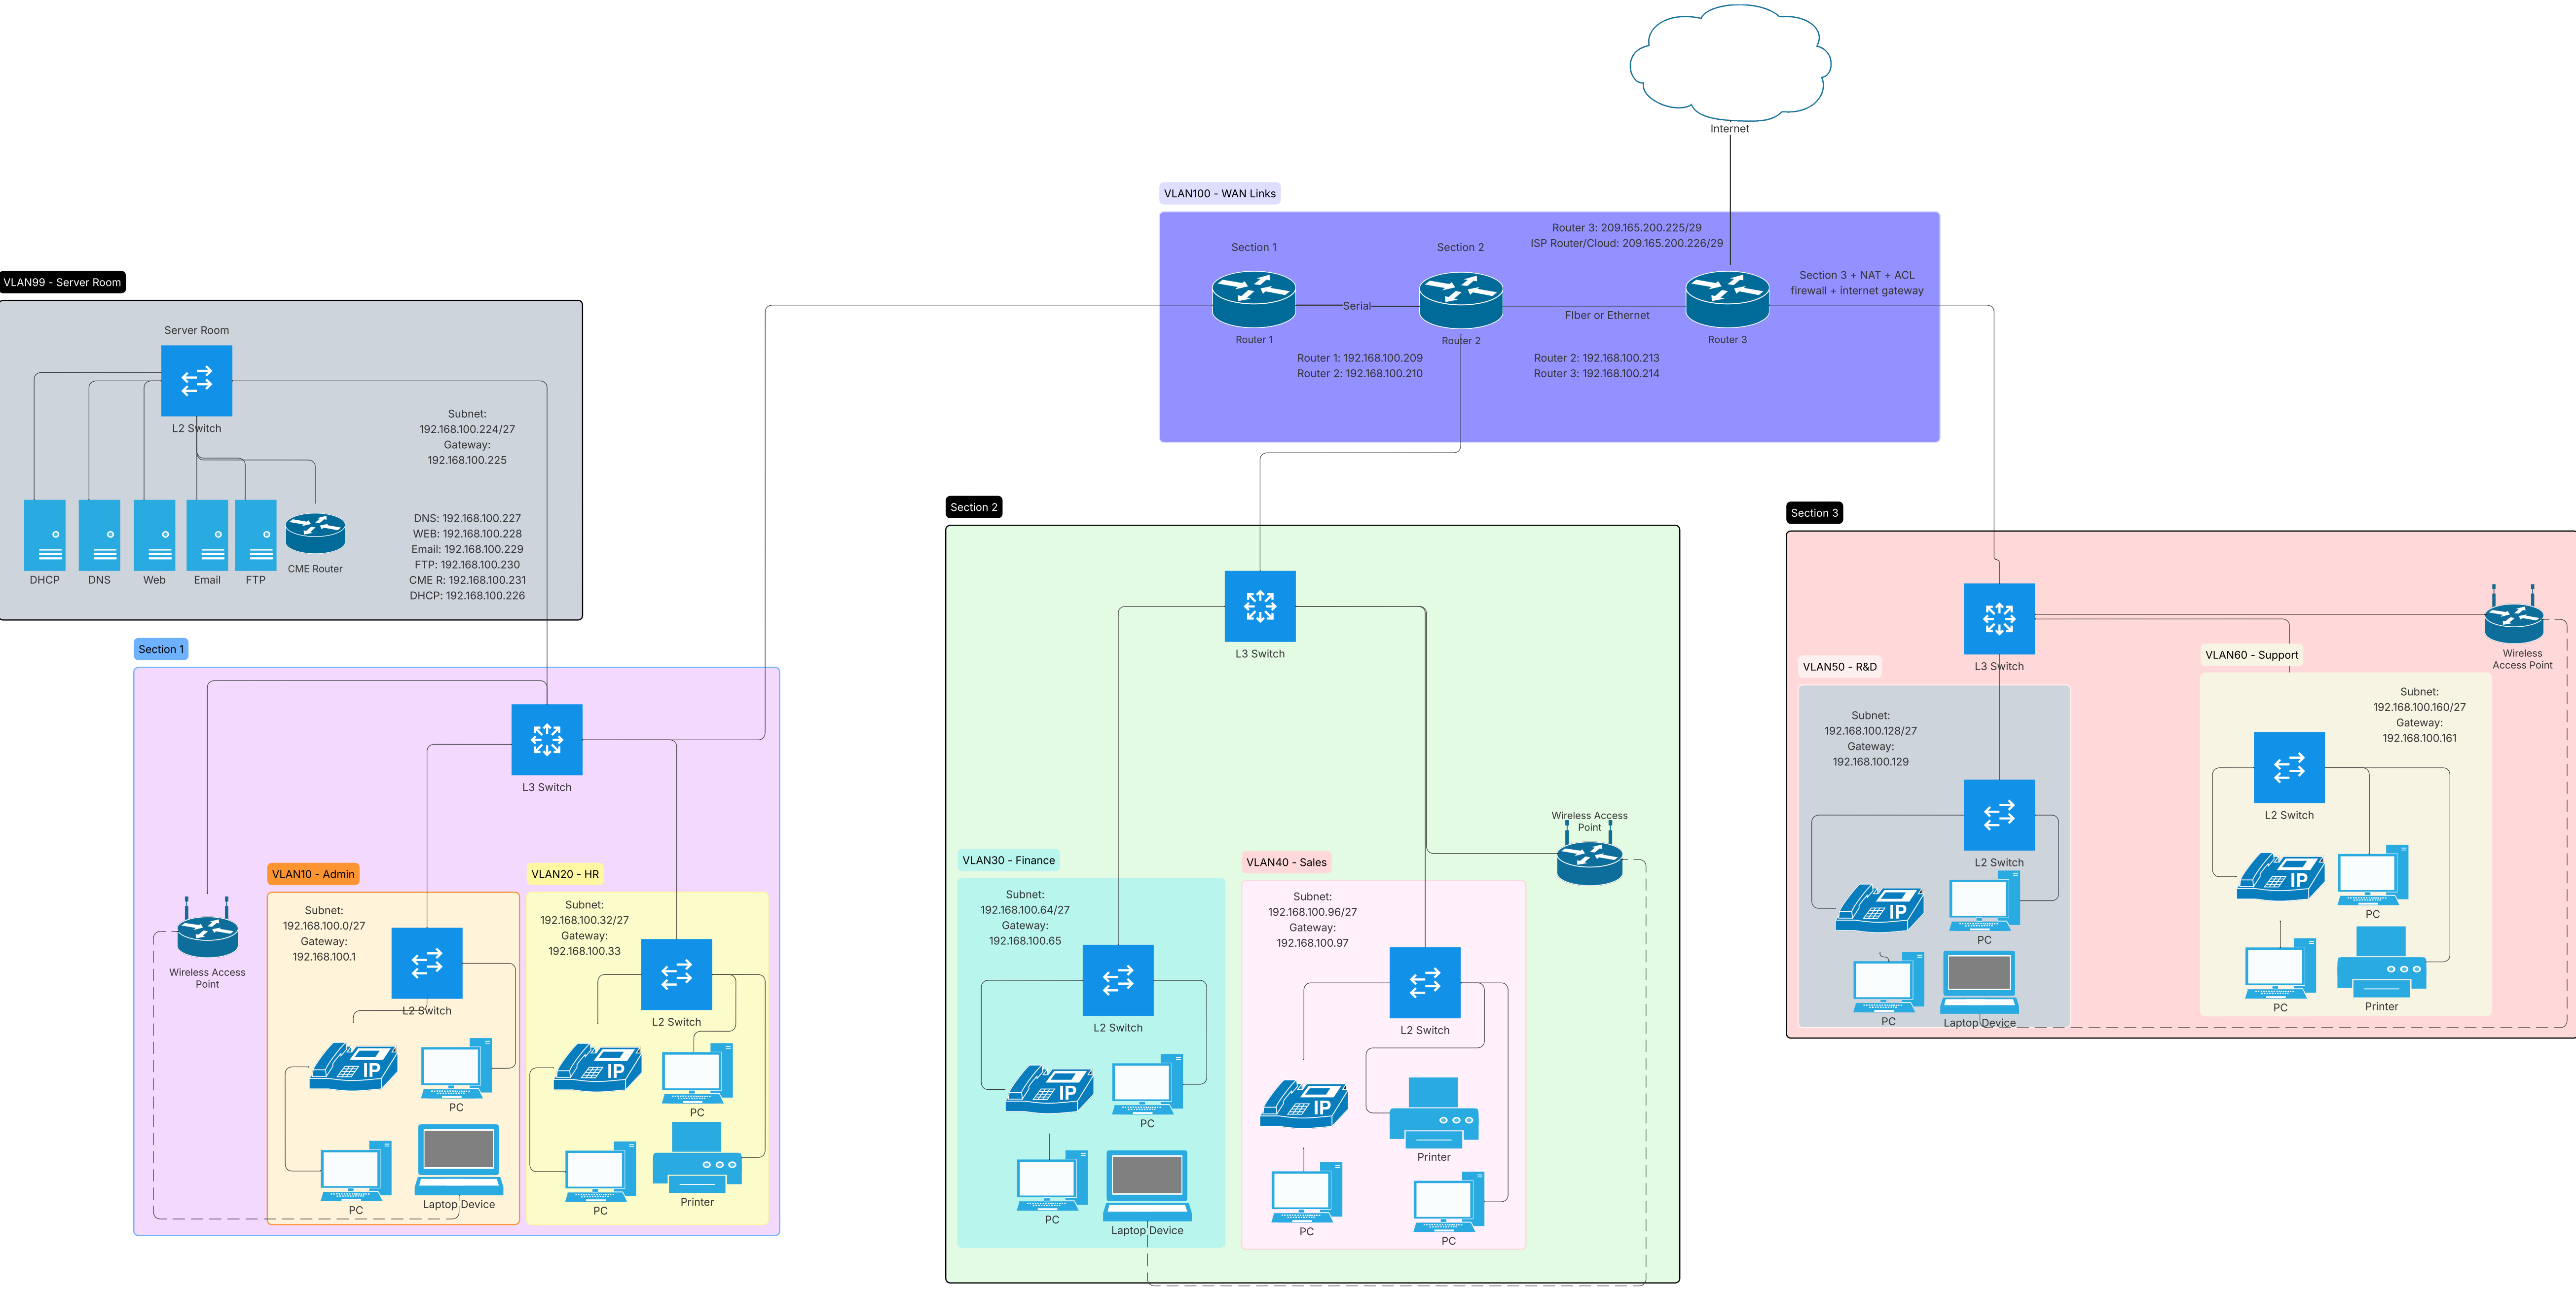 Internet
VLAN100 - WAN Links
Section 1
Section 2
Router 3: 209.165.200.225/29
ISP Router/Cloud: 209.165.200.226/29
Section 3 + NAT + ACL
firewall + internet gateway
Serial
FIber or Ethernet
Router 1
Router 2
Router 3
Router 1: 192.168.100.209
Router 2: 192.168.100.210
Router 2: 192.168.100.213
Router 3: 192.168.100.214
VLAN99 - Server Room
Server Room
L2 Switch
Subnet:
192.168.100.224/27
Gateway:
192.168.100.225
DNS: 192.168.100.227
WEB: 192.168.100.228
Email: 192.168.100.229
FTP: 192.168.100.230
CME R: 192.168.100.231
DHCP: 192.168.100.226
DHCP
DNS
Web
Email
FTP
CME Router
Section 1
L3 Switch
Wireless Access
Point
VLAN10 - Admin
Subnet:
192.168.100.0/27
Gateway:
192.168.100.1
L2 Switch
IP
PC
PC
Laptop Device
VLAN20 - HR
Subnet:
192.168.100.32/27
Gateway:
192.168.100.33
L2 Switch
IP
PC
PC
Printer
Section 2
L3 Switch
Wireless Access
Point
VLAN30 - Finance
Subnet:
192.168.100.64/27
Gateway:
192.168.100.65
L2 Switch
IP
PC
PC
Laptop Device
VLAN40 - Sales
Subnet:
192.168.100.96/27
Gateway:
192.168.100.97
L2 Switch
IP
Printer
PC
PC
Section 3
L3 Switch
Wireless
Access Point
VLAN50 - R&D
Subnet:
192.168.100.128/27
Gateway:
192.168.100.129
L2 Switch
IP
PC
PC
Laptop Device
VLAN60 - Support
Subnet:
192.168.100.160/27
Gateway:
192.168.100.161
L2 Switch
IP
PC
PC
Printer